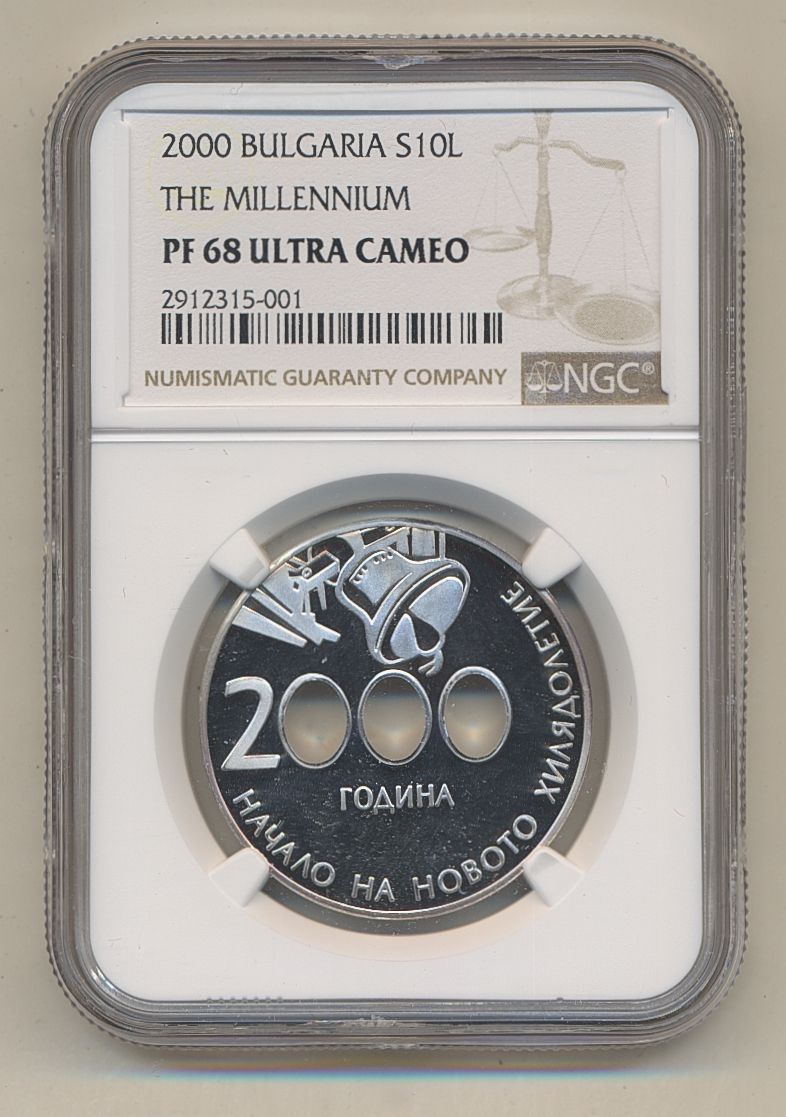 2000 BULGARIA S10L
THE MILLENNIUM
PF 68 ULTRA CAMEO
2912315-001
NUMISMATIC GUARANTY COMPANY
NGC®
2000
ГОДИНА
НАЧАЛО НА НОВОТО ХИЛЯДОЛЕТИЕ